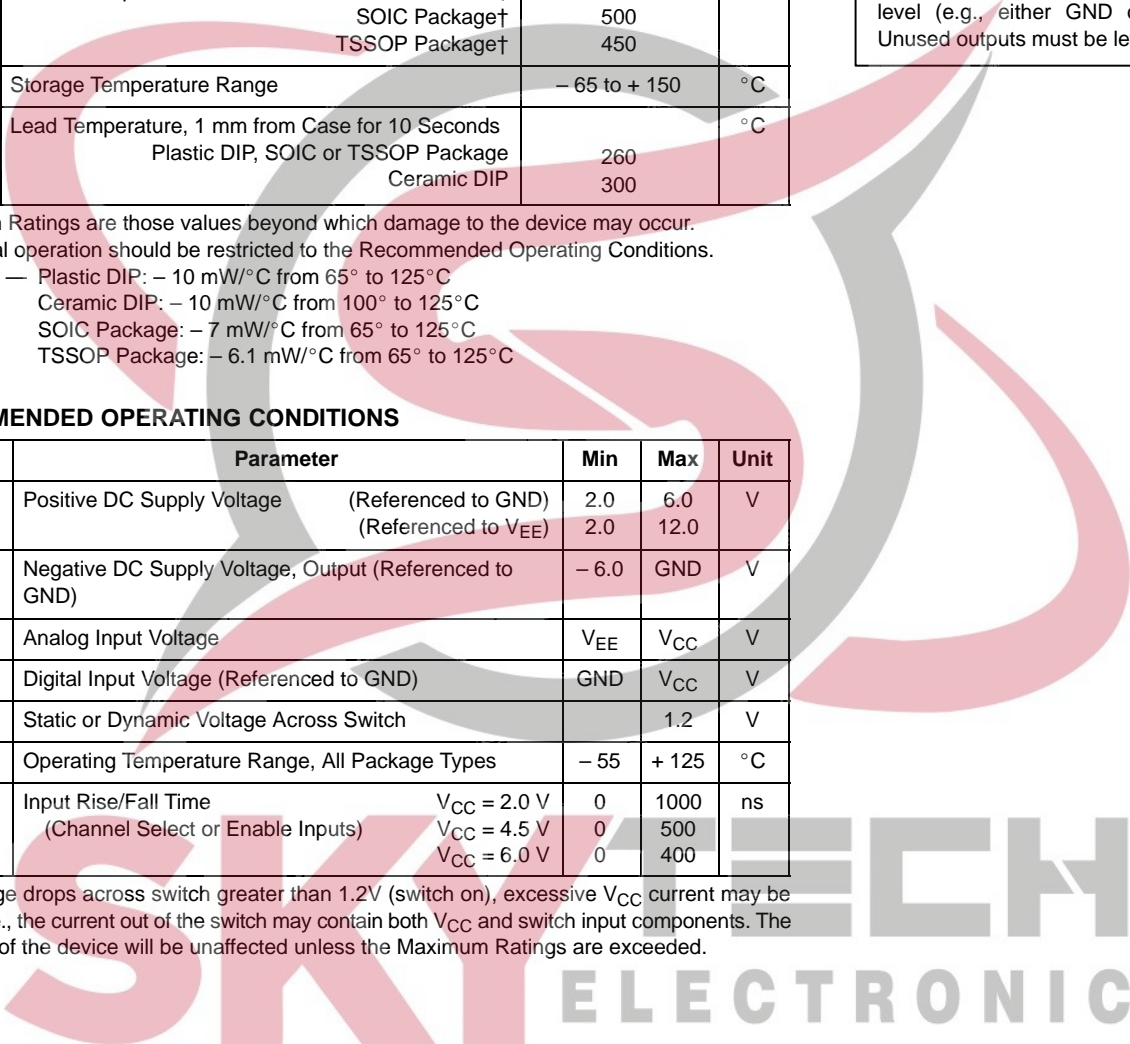 SOIC Package† 500
TSSOP Package† 450
level (e.g., either GND
Unused outputs must be
Storage Temperature Range – 65 to + 150 °C
Lead Temperature, 1 mm from Case for 10 Seconds °C
Plastic DIP, SOIC or TSSOP Package 260
Ceramic DIP 300
Ratings are those values beyond which damage to the device may occur.
operation should be restricted to the Recommended Operating Conditions.
— Plastic DIP: – 10 mW/°C from 65° to 125°C
Ceramic DIP: – 10 mW/°C from 100° to 125°C
SOIC Package: – 7 mW/°C from 65° to 125°C
TSSOP Package: – 6.1 mW/°C from 65° to 125°C
MENDED OPERATING CONDITIONS
Parameter Min Max Unit
Positive DC Supply Voltage (Referenced to GND) 2.0 6.0 V
(Referenced to VEE) 2.0 12.0
Negative DC Supply Voltage, Output (Referenced to – 6.0 GND V
GND)
Analog Input Voltage VEE VCC V
Digital Input Voltage (Referenced to GND) GND VCC V
Static or Dynamic Voltage Across Switch 1.2 V
Operating Temperature Range, All Package Types – 55 + 125 °C
Input Rise/Fall Time VCC = 2.0 V 0 1000 ns
(Channel Select or Enable Inputs) VCC = 4.5 V 0 500
VCC = 6.0 V 0 400
ge drops across switch greater than 1.2V (switch on), excessive VCC current may be
., the current out of the switch may contain both VCC and switch input components. The
of the device will be unaffected unless the Maximum Ratings are exceeded.
SKYTECH
ELECTRONIC